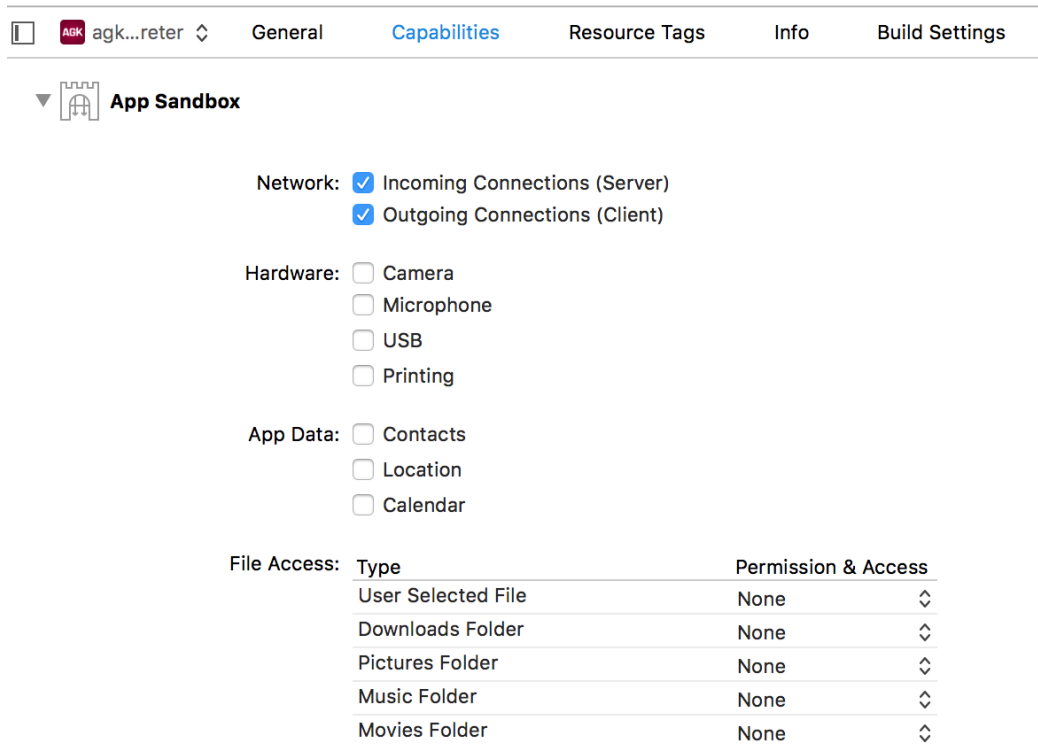 AGK agk...reter General Capabilities Resource Tags Info Build Settings
App Sandbox
Network: Incoming Connections (Server)
Outgoing Connections (Client)
Hardware: Camera
Microphone
USB
Printing
App Data: Contacts
Location
Calendar
File Access: Type Permission & Access
User Selected File None
Downloads Folder None
Pictures Folder None
Music Folder None
Movies Folder None